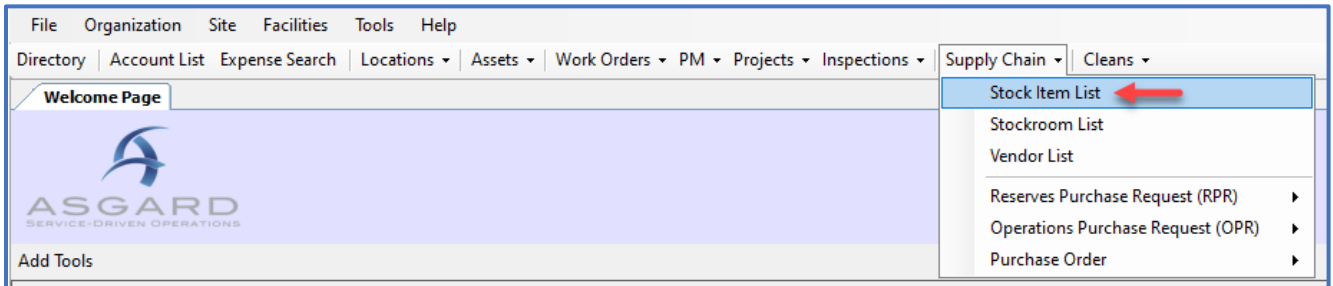 File Organization Site Facilities Tools Help
Directory Account List Expense Search Locations Assets Work Orders PM Projects Inspections Supply Chain Cleans
Welcome Page
Stock Item List
Stockroom List
Vendor List
Reserves Purchase Request (RPR)
Operations Purchase Request (OPR)
Purchase Order
ASGARD
SERVICE-DRIVEN OPERATIONS
Add Tools